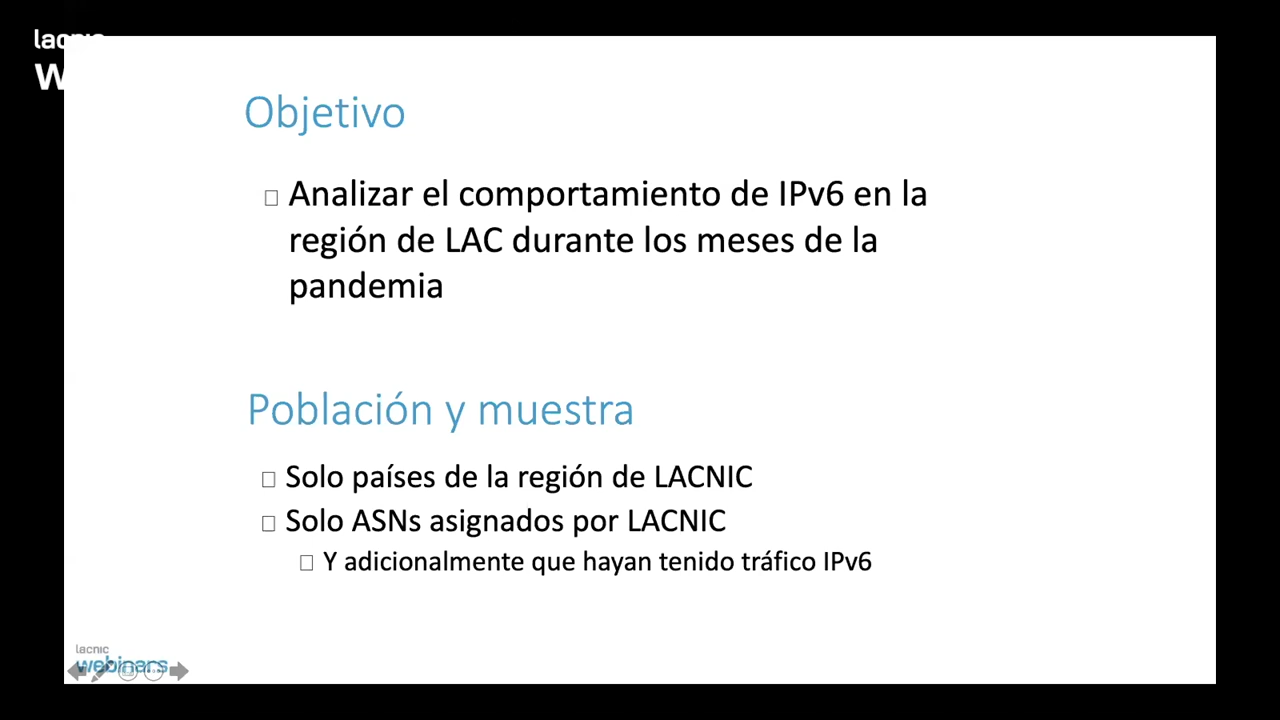 lacnic
W
Objetivo
Analizar el comportamiento de IPv6 en la
región de LAC durante los meses de la
pandemia
Población y muestra
Solo países de la región de LACNIC
Solo ASNs asignados por LACNIC
Y adicionalmente que hayan tenido tráfico IPv6
lacnic
webinars